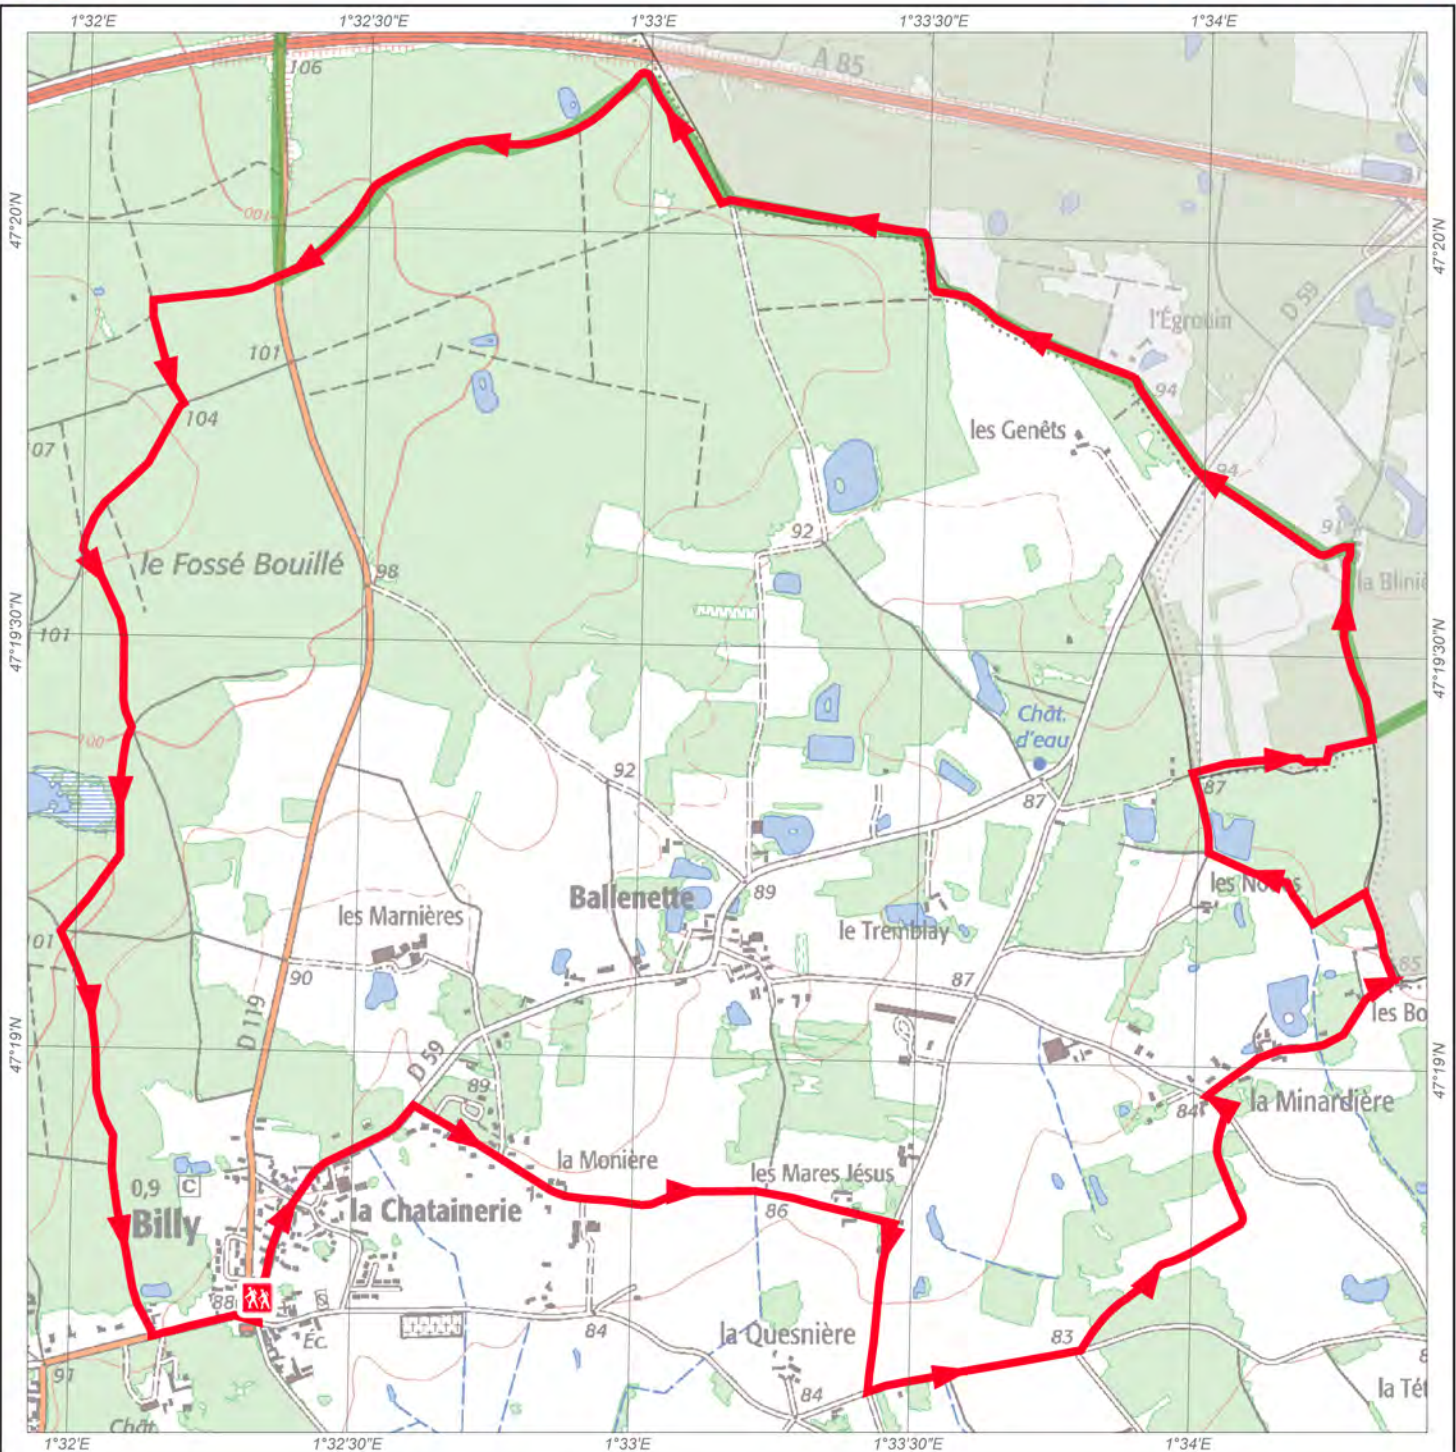 1°32'E
1°32'30"E
1°33'E
1°33'30"E
1°34'E
106
A 85
47°20'N
47°20'N
100
D 59
l'Égrouin
101
94
104
les Genêts
07
94
92
91
le Fossé Bouillé
98
la Bliniè
47°19'30"N
101
47°19'30"N
100
Chât.
d'eau
92
87
87
89
les Noues
Ballenette
les Marnières
le Tremblay
101
90
87
85
les Bo
D 119
47°19'N
D 59
89
47°19'N
84
la Minardière
la Monière
les Mares Jésus
0,9
C
Billy
la Chatainerie
86
88
Éc.
84
la Quesnière
83
8
91
84
la Tét
Chât.
1°32'E
1°32'30"E
1°33'E
1°33'30"E
1°34'E